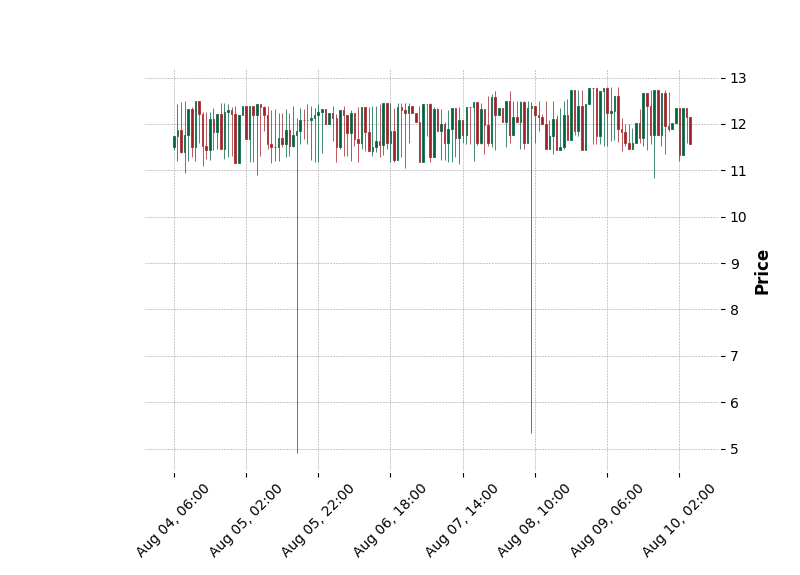 13
12
11
10
9
8
7
6
5
Price
Aug 04, 06:00
Aug 05, 02:00
Aug 05, 22:00
Aug 06, 18:00
Aug 07, 14:00
Aug 08, 10:00
Aug 09, 06:00
Aug 10, 02:00